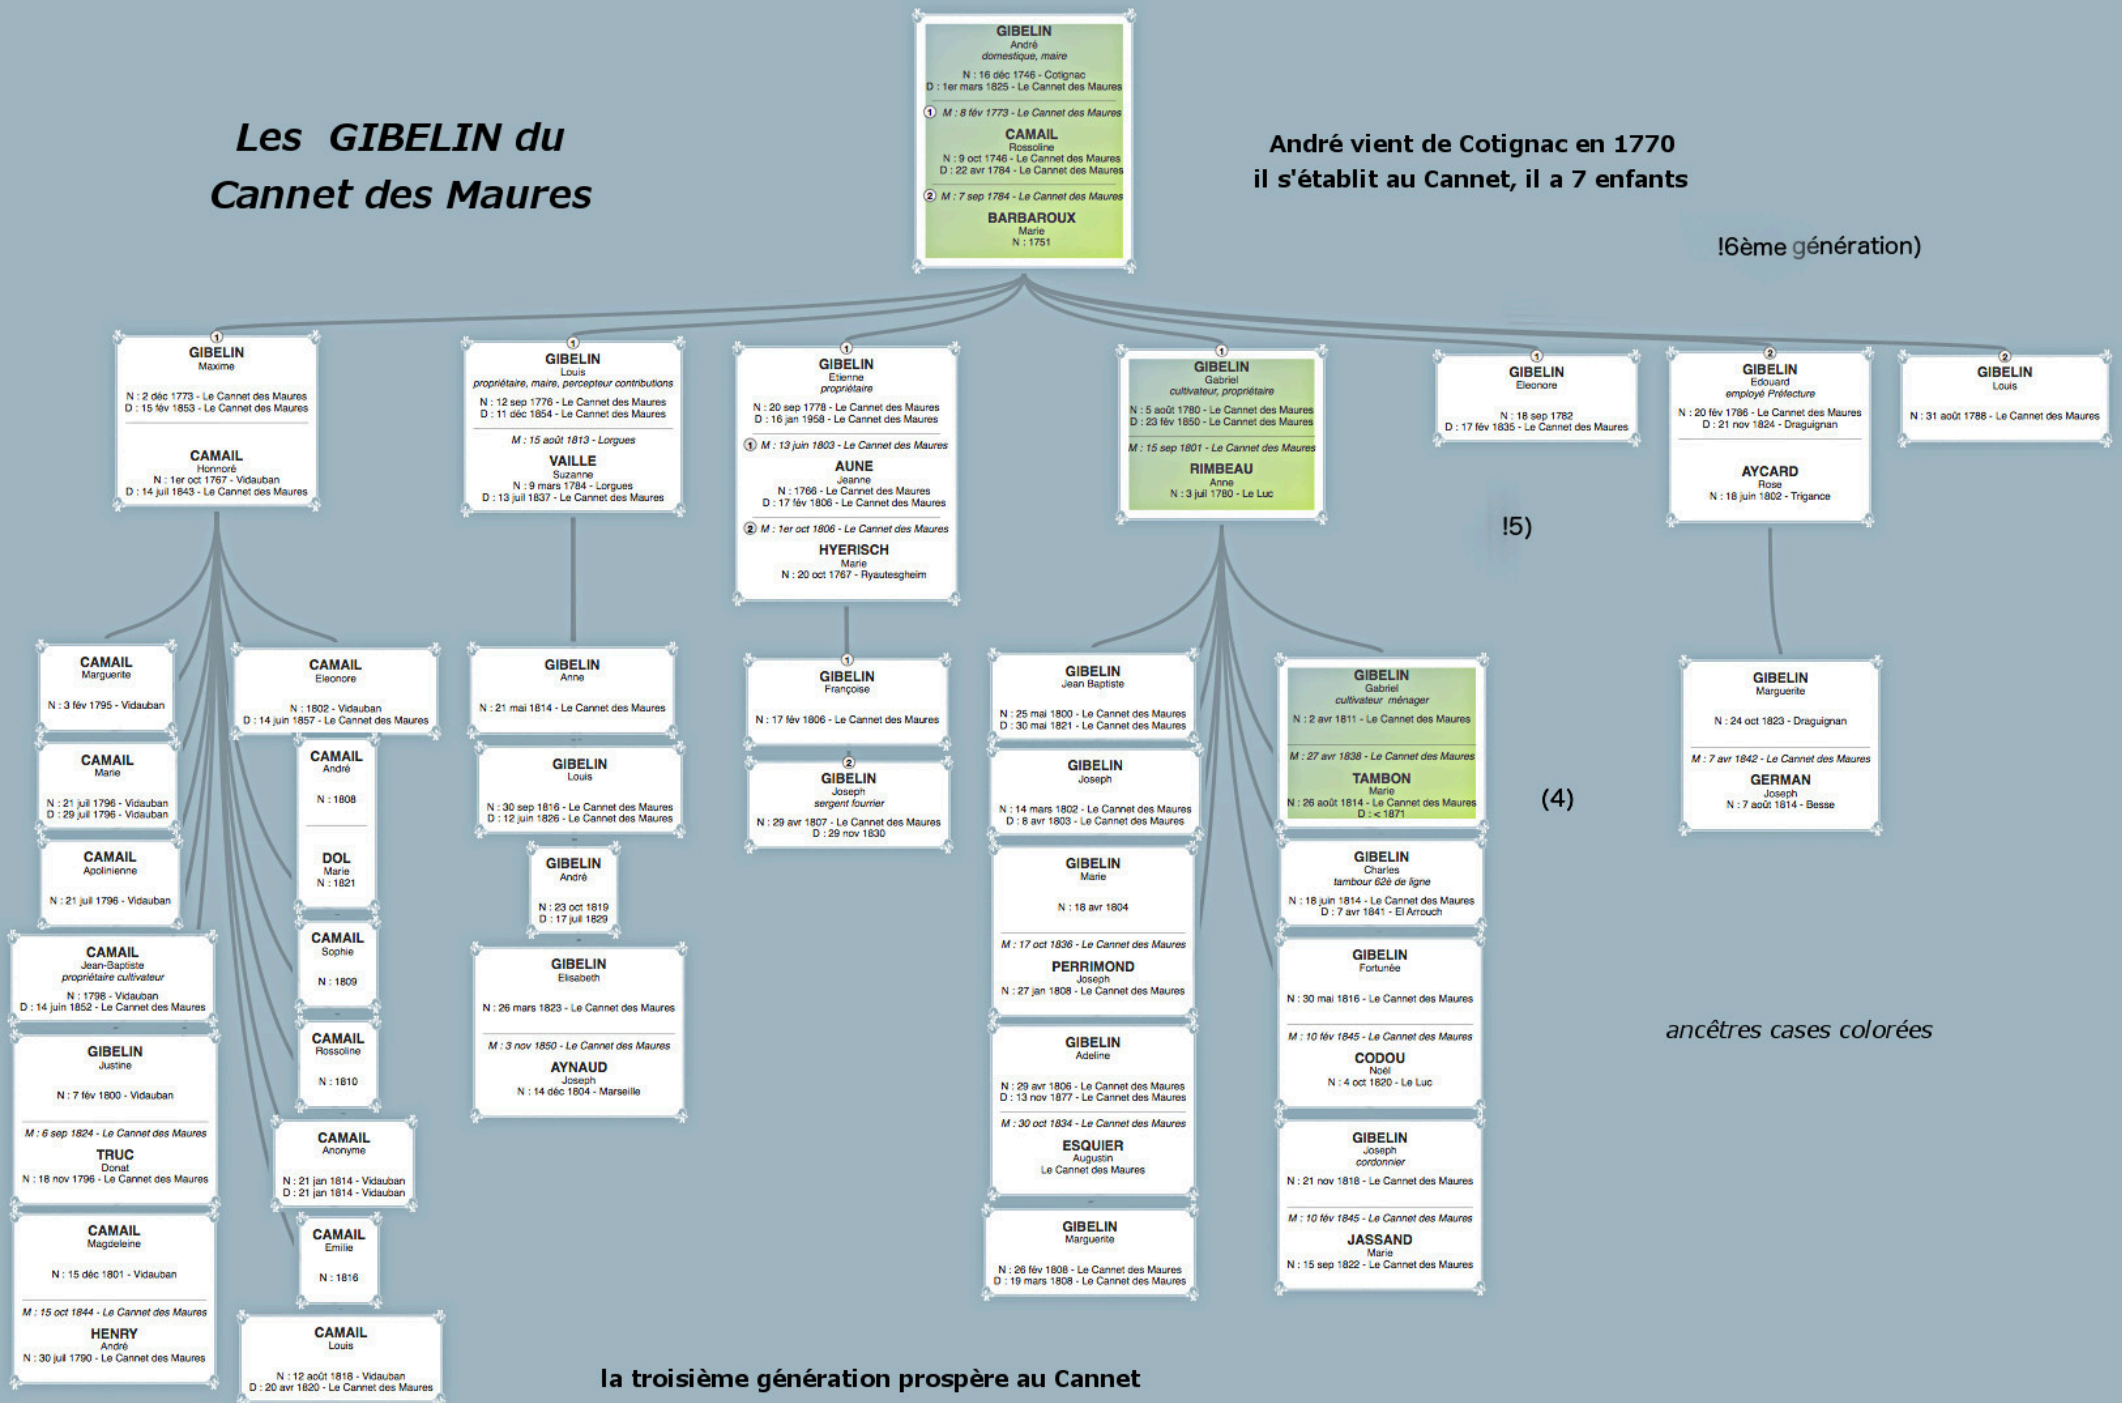 GIBELIN
André
domestique, maire
N : 16 déc 1746 - Cotignac
D : 1er mars 1825 - Le Cannet des Maures
1 M : 8 fév 1773 - Le Cannet des Maures
CAMAIL
Rossoline
N : 9 oct 1746 - Le Cannet des Maures
D : 22 avr 1784 - Le Cannet des Maures
2 M : 7 sep 1784 - Le Cannet des Maures
BARBAROUX
Marie
N : 1751
Les GIBELIN du
Cannet des Maures
André vient de Cotignac en 1770
il s'établit au Cannet, il a 7 enfants
!6ème génération)
1
GIBELIN
Maxime
N : 2 déc 1773 - Le Cannet des Maures
D : 15 fév 1853 - Le Cannet des Maures
CAMAIL
Honnoré
N : 1er oct 1767 - Vidauban
D : 14 juil 1843 - Le Cannet des Maures
1
GIBELIN
Louis
propriétaire, maire, percepteur contributions
N : 12 sep 1776 - Le Cannet des Maures
D : 11 déc 1854 - Le Cannet des Maures
M : 15 août 1813 - Lorgues
VAILLE
Suzanne
N : 9 mars 1784 - Lorgues
D : 13 juil 1837 - Le Cannet des Maures
1
GIBELIN
Etienne
propriétaire
N : 20 sep 1778 - Le Cannet des Maures
D : 16 jan 1958 - Le Cannet des Maures
1 M : 13 juin 1803 - Le Cannet des Maures
AUNE
Jeanne
N : 1766 - Le Cannet des Maures
D : 17 fév 1806 - Le Cannet des Maures
2 M : 1er oct 1806 - Le Cannet des Maures
HYERISCH
Marie
N : 20 oct 1767 - Ryautesgheim
1
GIBELIN
Gabriel
cultivateur, propriétaire
N : 5 août 1780 - Le Cannet des Maures
D : 23 fév 1850 - Le Cannet des Maures
M : 15 sep 1801 - Le Cannet des Maures
RIMBEAU
Anne
N : 3 juil 1780 - Le Luc
1
GIBELIN
Eleonore
N : 18 sep 1782
D : 17 fév 1835 - Le Cannet des Maures
2
GIBELIN
Edouard
employé Préfecture
N : 20 fév 1786 - Le Cannet des Maures
D : 21 nov 1824 - Draguignan
AYCARD
Rose
N : 18 juin 1802 - Trigance
2
GIBELIN
Louis
N : 31 août 1788 - Le Cannet des Maures
!5)
CAMAIL
Marguerite
N : 3 fév 1795 - Vidauban
CAMAIL
Marie
N : 21 juil 1796 - Vidauban
D : 29 juil 1796 - Vidauban
CAMAIL
Apolinienne
N : 21 juil 1796 - Vidauban
CAMAIL
Jean-Baptiste
propriétaire cultivateur
N : 1798 - Vidauban
D : 14 juin 1852 - Le Cannet des Maures
GIBELIN
Justine
N : 7 fév 1800 - Vidauban
M : 6 sep 1824 - Le Cannet des Maures
TRUC
Donat
N : 18 nov 1796 - Le Cannet des Maures
CAMAIL
Magdeleine
N : 15 déc 1801 - Vidauban
M : 15 oct 1844 - Le Cannet des Maures
HENRY
André
N : 30 juil 1790 - Le Cannet des Maures
CAMAIL
Eleonore
N : 1802 - Vidauban
D : 14 juin 1857 - Le Cannet des Maures
CAMAIL
André
N : 1808
DOL
Marie
N : 1821
CAMAIL
Sophie
N : 1809
CAMAIL
Rossoline
N : 1810
CAMAIL
Anonyme
N : 21 jan 1814 - Vidauban
D : 21 jan 1814 - Vidauban
CAMAIL
Emilie
N : 1816
CAMAIL
Louis
N : 12 août 1818 - Vidauban
D : 20 avr 1820 - Le Cannet des Maures
GIBELIN
Anne
N : 21 mai 1814 - Le Cannet des Maures
GIBELIN
Louis
N : 30 sep 1816 - Le Cannet des Maures
D : 12 juin 1826 - Le Cannet des Maures
GIBELIN
André
N : 23 oct 1819
D : 17 juil 1829
GIBELIN
Elisabeth
N : 26 mars 1823 - Le Cannet des Maures
M : 3 nov 1850 - Le Cannet des Maures
AYNAUD
Joseph
N : 14 déc 1804 - Marseille
1
GIBELIN
Françoise
N : 17 fév 1806 - Le Cannet des Maures
2
GIBELIN
Joseph
sergent fourrier
N : 29 avr 1807 - Le Cannet des Maures
D : 29 nov 1830
GIBELIN
Jean Baptiste
N : 25 mai 1800 - Le Cannet des Maures
D : 30 mai 1821 - Le Cannet des Maures
GIBELIN
Joseph
N : 14 mars 1802 - Le Cannet des Maures
D : 8 avr 1803 - Le Cannet des Maures
GIBELIN
Marie
N : 18 avr 1804
M : 17 oct 1836 - Le Cannet des Maures
PERRIMOND
Joseph
N : 27 jan 1808 - Le Cannet des Maures
GIBELIN
Adeline
N : 29 avr 1806 - Le Cannet des Maures
D : 13 nov 1877 - Le Cannet des Maures
M : 30 oct 1834 - Le Cannet des Maures
ESQUIER
Augustin
Le Cannet des Maures
GIBELIN
Marguerite
N : 26 fév 1808 - Le Cannet des Maures
D : 19 mars 1808 - Le Cannet des Maures
GIBELIN
Gabriel
cultivateur ménager
N : 2 avr 1811 - Le Cannet des Maures
M : 27 avr 1838 - Le Cannet des Maures
TAMBON
Marie
N : 26 août 1814 - Le Cannet des Maures
D : < 1871
GIBELIN
Charles
tambour 62è de ligne
N : 18 juin 1814 - Le Cannet des Maures
D : 7 avr 1841 - El Arrouch
GIBELIN
Fortunée
N : 30 mai 1816 - Le Cannet des Maures
M : 10 fév 1845 - Le Cannet des Maures
CODOU
Noël
N : 4 oct 1820 - Le Luc
GIBELIN
Joseph
cordonnier
N : 21 nov 1818 - Le Cannet des Maures
M : 10 fév 1845 - Le Cannet des Maures
JASSAND
Marie
N : 15 sep 1822 - Le Cannet des Maures
(4)
GIBELIN
Marguerite
N : 24 oct 1823 - Draguignan
M : 7 avr 1842 - Le Cannet des Maures
GERMAN
Joseph
N : 7 août 1814 - Besse
ancêtres cases colorées
la troisième génération prospère au Cannet